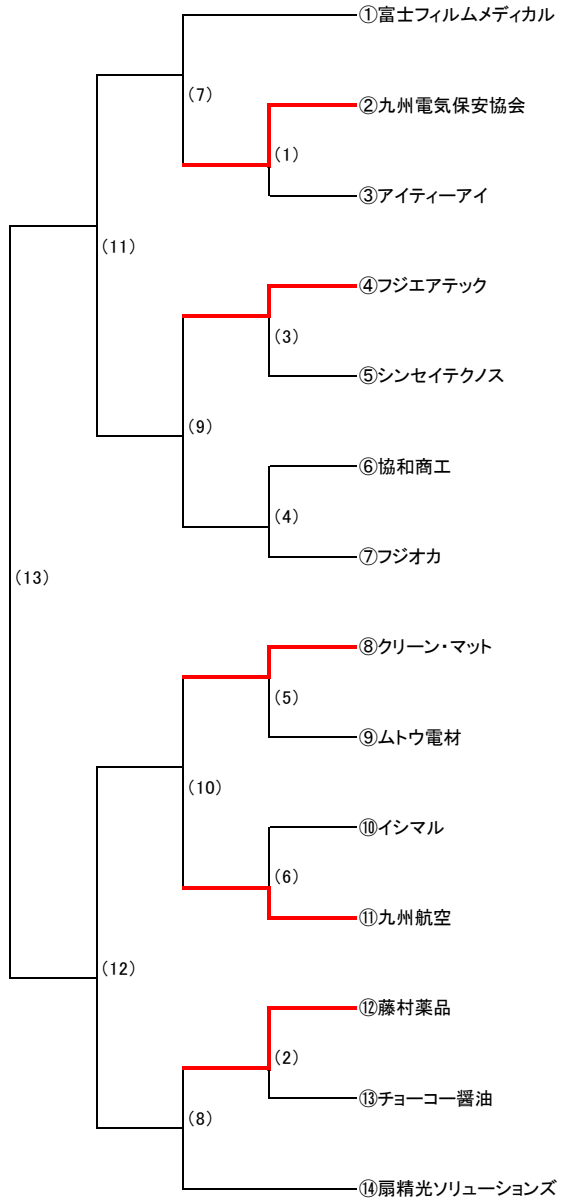 ①富士フィルムメディカル
(7)
②九州電気保安協会
(1)
③アイティーアイ
(11)
④フジエアテック
(3)
⑤シンセイテクノス
(9)
⑥協和商工
(4)
⑦フジオカ
(13)
⑧クリーン・マット
(5)
⑨ムトウ電材
(10)
⑩イシマル
(6)
⑪九州航空
(12)
⑫藤村薬品
(2)
⑬チョーコー醤油
(8)
⑭扇精光ソリューションズ